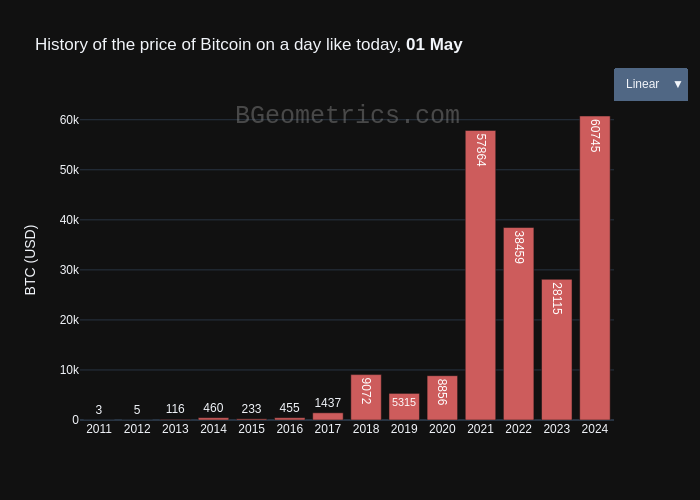 History of the price of Bitcoin on a day like today, 01 May
Linear ▼
BGeometrics.com
BTC (USD)
60k
50k
40k
30k
20k
10k
0
3
5
116
460
233
455
1437
9072
5315
8856
57864
38459
28115
60745
2011 2012 2013 2014 2015 2016 2017 2018 2019 2020 2021 2022 2023 2024